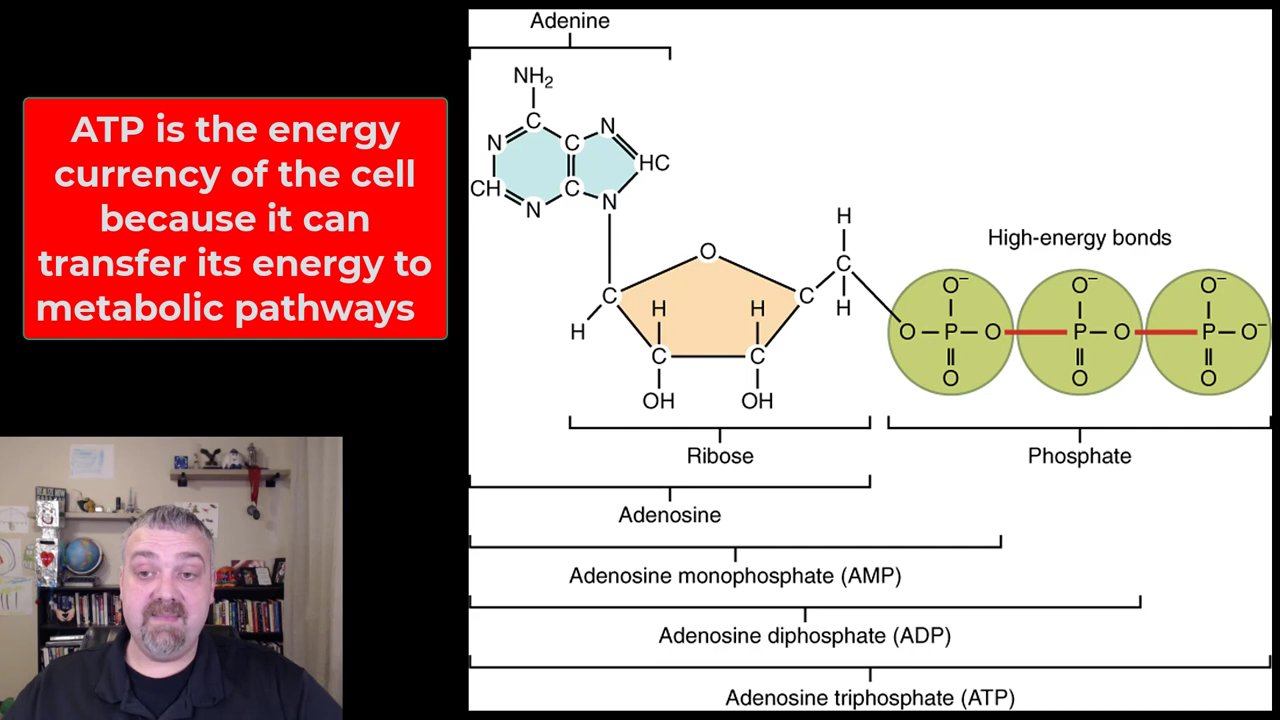 ATP is the energy
currency of the cell
because it can
transfer its energy to
metabolic pathways
Adenine
NH₂
C
N
C
N
HC
CH
N
C
N
H
O
C
High-energy bonds
H
C
H
H
C
H
C
C
OH
OH
O⁻
O⁻
O⁻
O–P–O–P–O–P–O⁻
O
O
O
Ribose
Phosphate
Adenosine
Adenosine monophosphate (AMP)
Adenosine diphosphate (ADP)
Adenosine triphosphate (ATP)